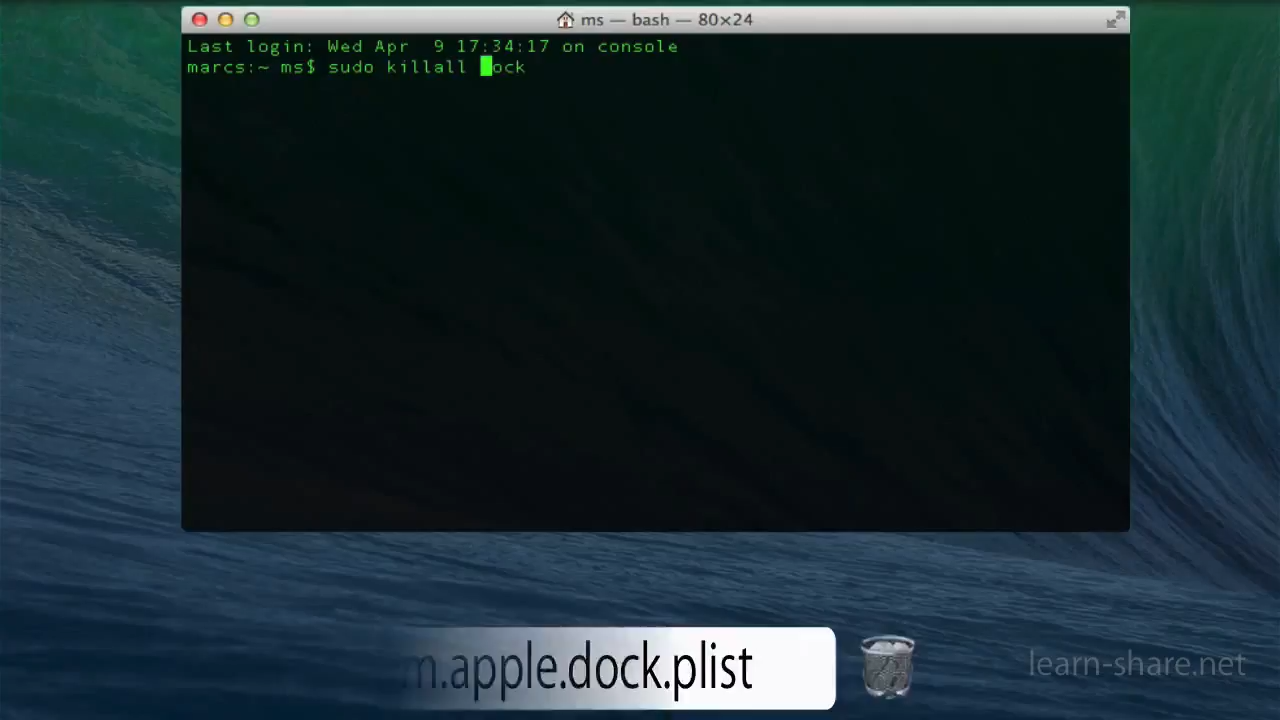 ms — bash — 80×24
Last login: Wed Apr  9 17:34:17 on console
marcs:~ ms$ sudo killall ock
m.apple.dock.plist
learn-share.net